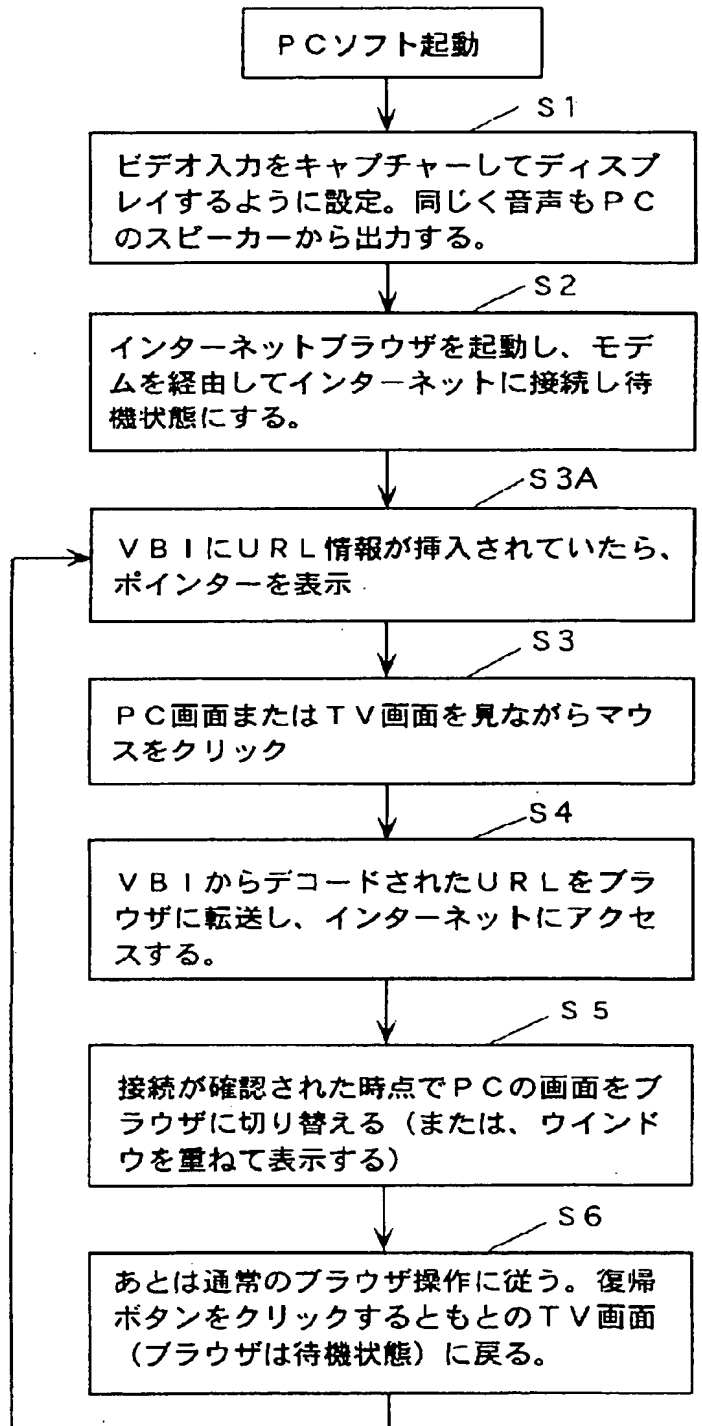 PCソフト起動
S1
ビデオ入力をキャプチャーしてディスプ
レイするように設定。同じく音声もPC
のスピーカーから出力する。
S2
インターネットブラウザを起動し、モデ
ムを経由してインターネットに接続し待
機状態にする。
S3A
VBIにURL情報が挿入されていたら、
ポインターを表示
S3
PC画面またはTV画面を見ながらマウ
スをクリック
S4
VBIからデコードされたURLをブラ
ウザに転送し、インターネットにアクセ
スする。
S5
接続が確認された時点でPCの画面をブ
ラウザに切り替える(または、ウインド
ウを重ねて表示する)
S6
あとは通常のブラウザ操作に従う。復帰
ボタンをクリックするともとのTV画面
(ブラウザは待機状態)に戻る。